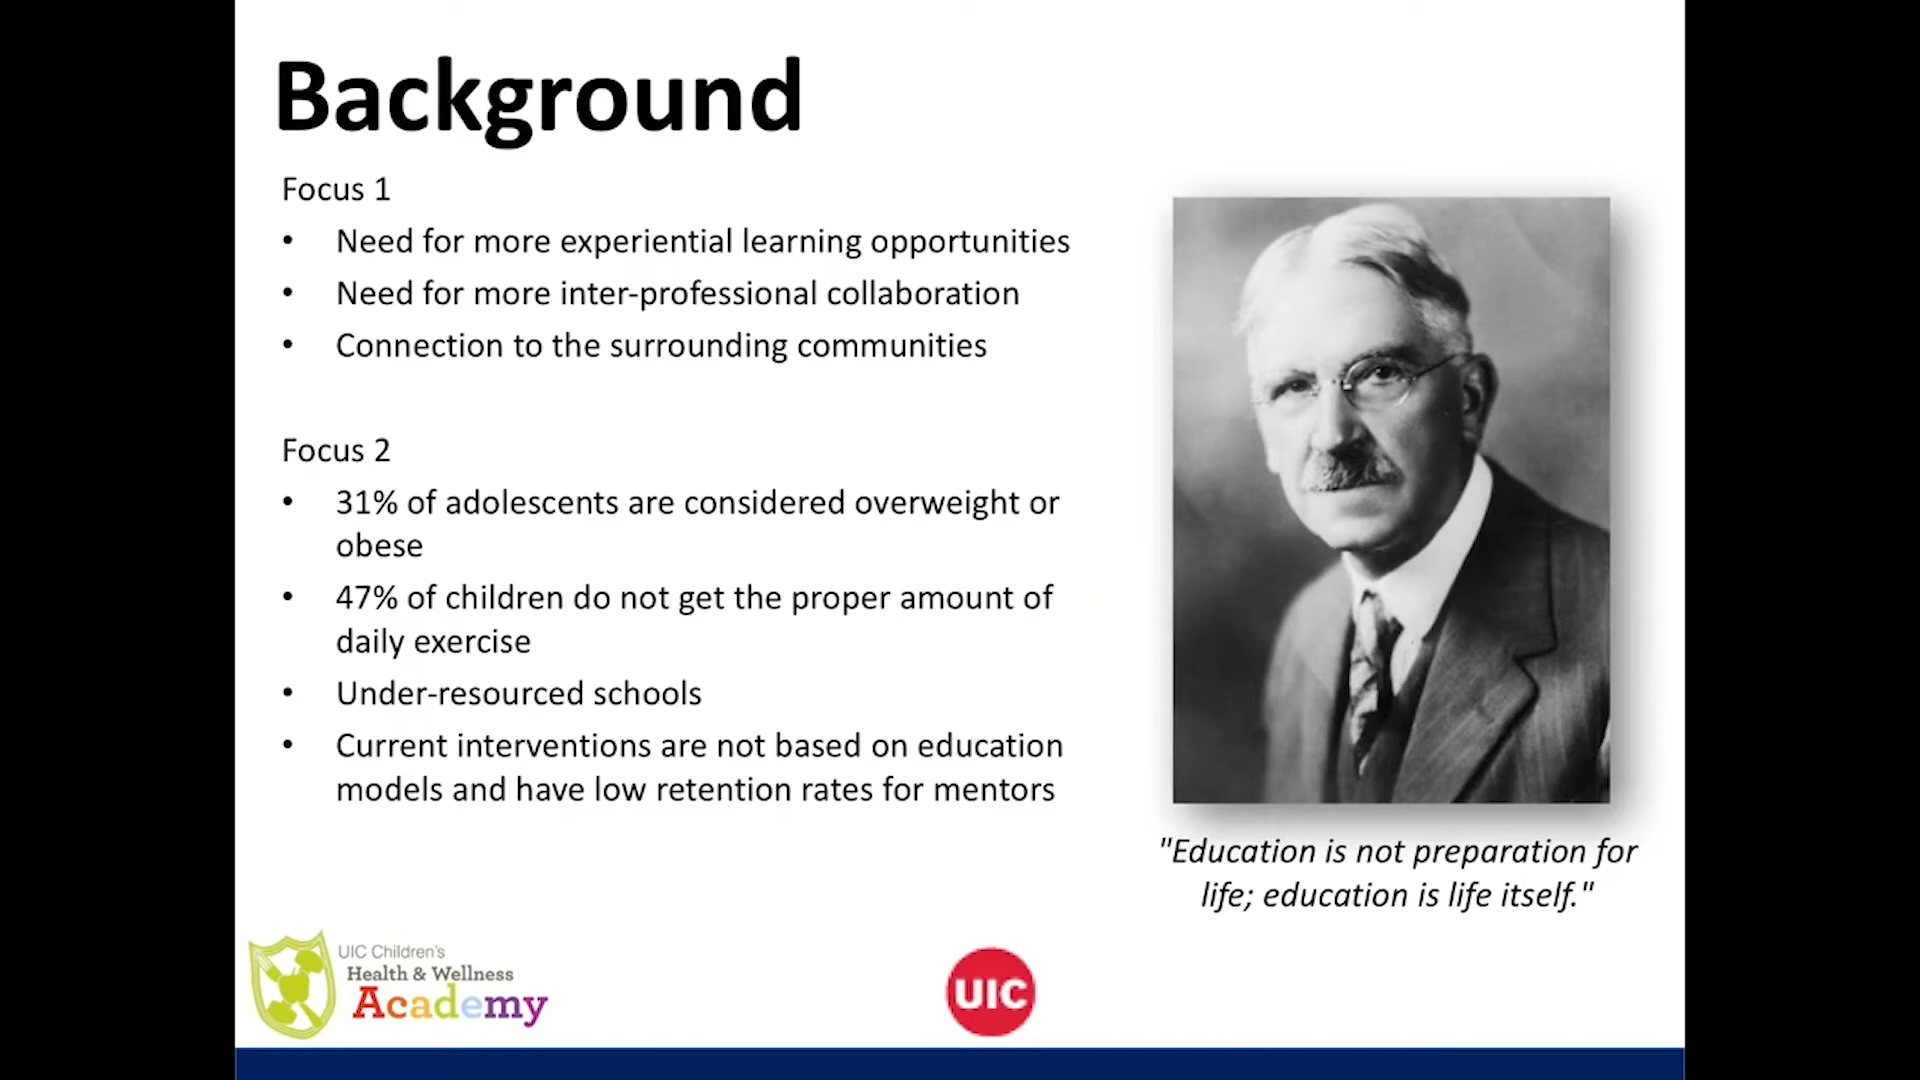 Background
Focus 1
• Need for more experiential learning opportunities
• Need for more inter-professional collaboration
• Connection to the surrounding communities
Focus 2
• 31% of adolescents are considered overweight or
obese
• 47% of children do not get the proper amount of
daily exercise
• Under-resourced schools
• Current interventions are not based on education
models and have low retention rates for mentors
"Education is not preparation for
life; education is life itself."
UIC Children's
Health & Wellness
Academy
UIC